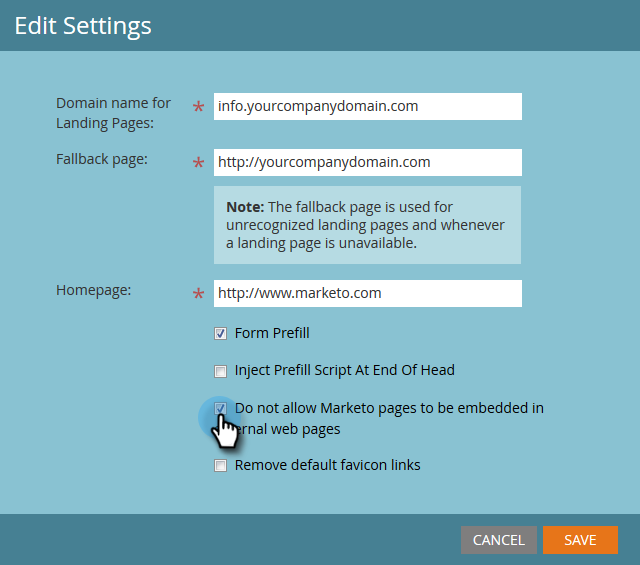 Edit Settings
Domain name for
Landing Pages:
* info.yourcompanydomain.com
Fallback page:
* http://yourcompanydomain.com
Note: The fallback page is used for
unrecognized landing pages and whenever
a landing page is unavailable.
Homepage:
* http://www.marketo.com
Form Prefill
Inject Prefill Script At End Of Head
Do not allow Marketo pages to be embedded in
ernal web pages
Remove default favicon links
CANCEL
SAVE